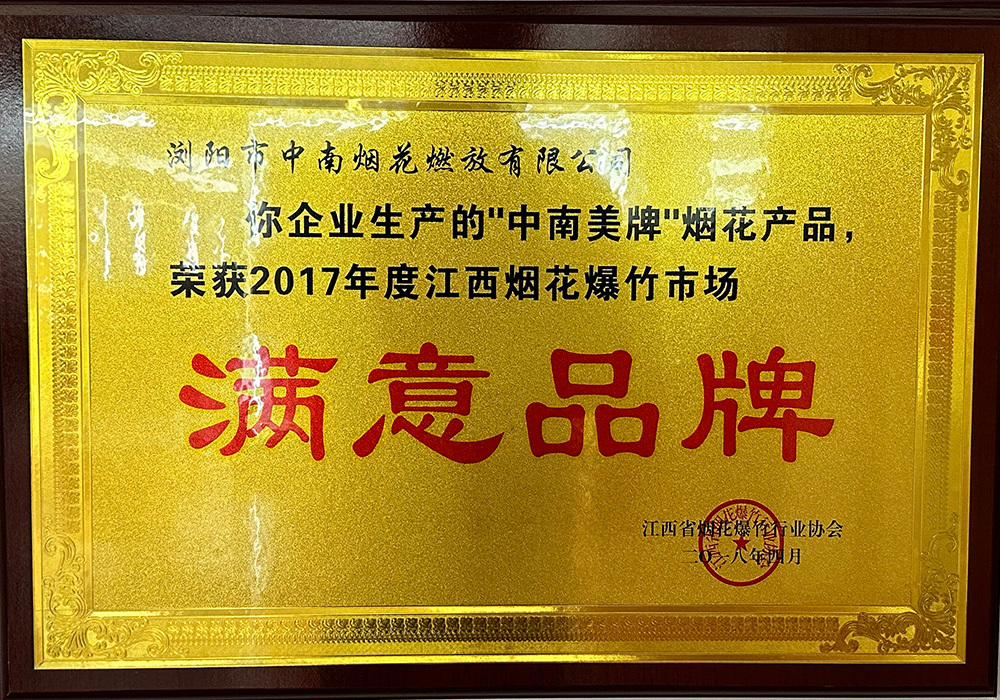 浏阳市中南烟花燃放有限公司
你企业生产的"中南美牌"烟花产品，
荣获2017年度江西烟花爆竹市场
满意品牌
江西省烟花爆竹行业协会
二〇一八年四月